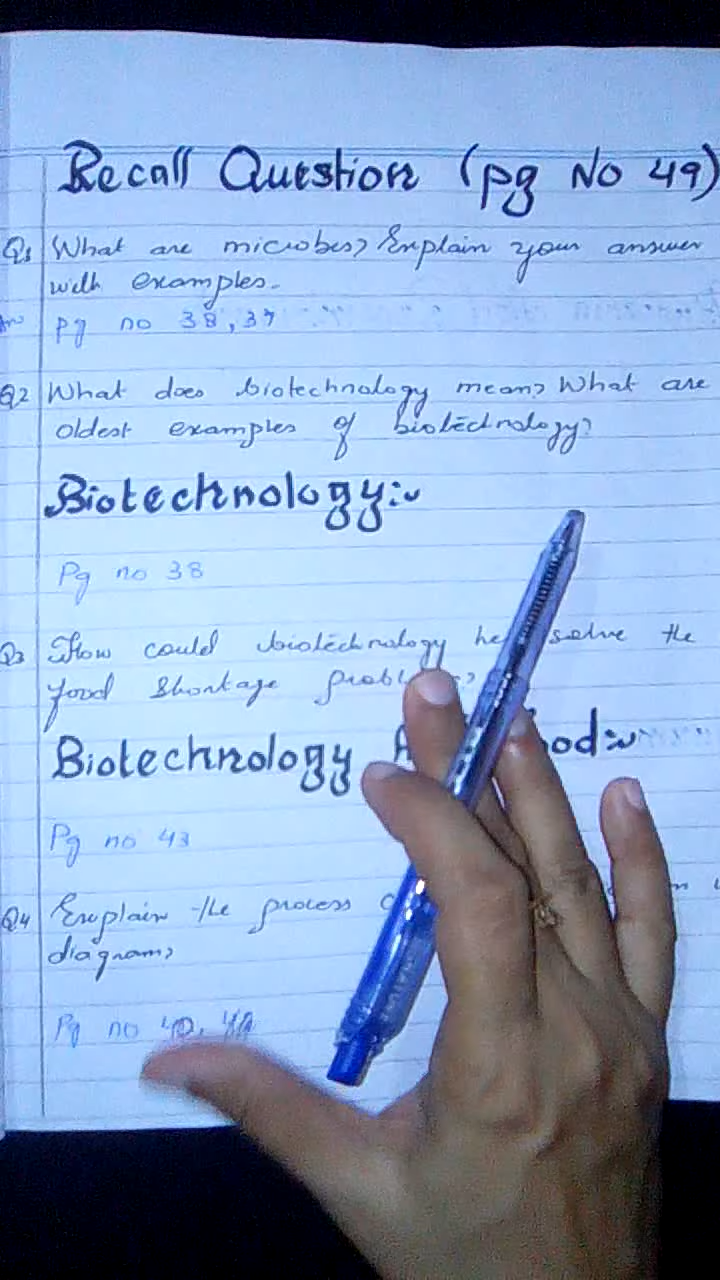 Recall Question (pg No 49)
Q1 What are microbes? Explain your answer
with examples.
Ans pg no 38, 37
Q2 What does biotechnology mean? What are
oldest examples of biotechnology?
Biotechnology:~
Pg no 38
Q3 How could biotechnology solve the
food shortage
Biotechnology
Pg no 43
Q4 Explain the process
diagram?
Pg no